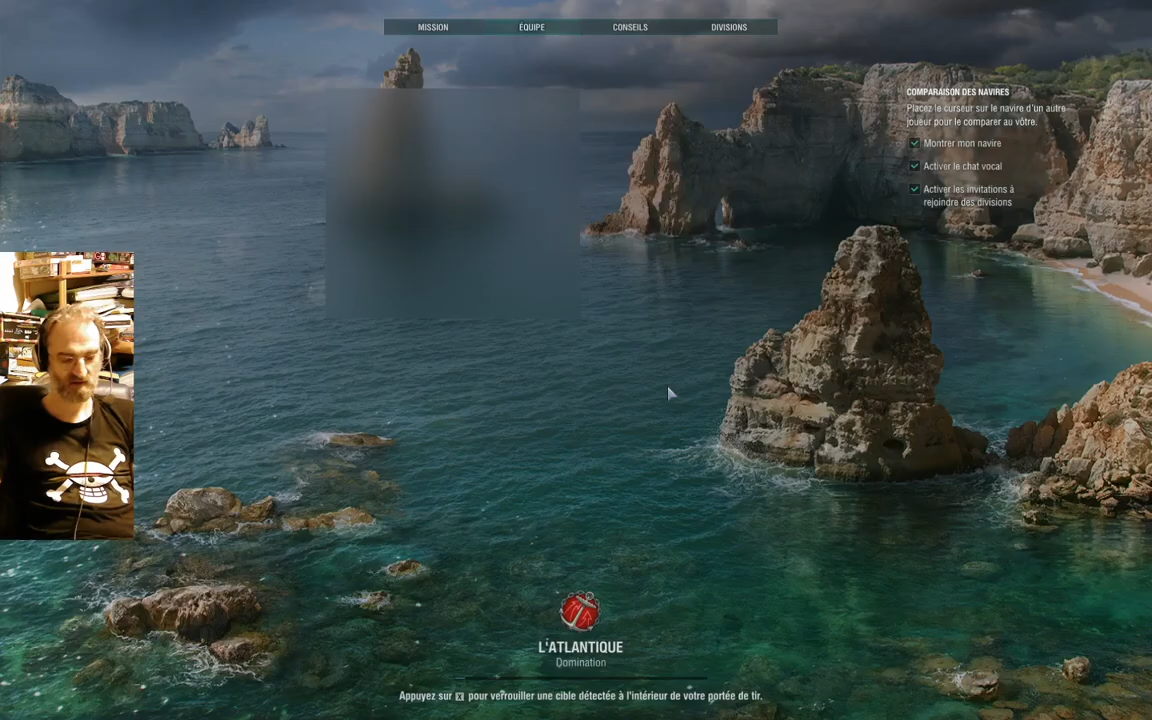 MISSION
ÉQUIPE
CONSEILS
DIVISIONS
COMPARAISON DES NAVIRES
Placez le curseur sur le navire d'un autre
joueur pour le comparer au vôtre.
Montrer mon navire
Activer le chat vocal
Activer les invitations à
rejoindre des divisions
L'ATLANTIQUE
Domination
Appuyez sur X pour verrouiller une cible détectée à l'intérieur de votre portée de tir.